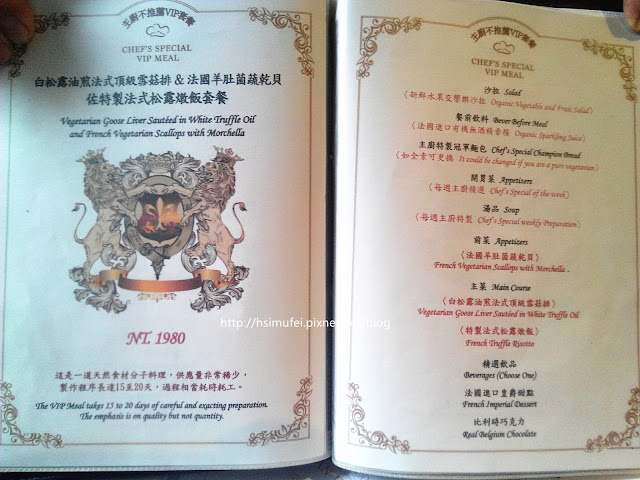 主廚不推薦VIP套餐
CHEF'S SPECIAL
VIP MEAL
白松露油煎法式頂級雪菇排 & 法國羊肚菌蔬乾貝
佐特製法式松露燉飯套餐
Vegetarian Goose Liver Sautéed in White Truffle Oil
and French Vegetarian Scallops with Morchella
NT. 1980
這是一道天然食材分子料理，供應量非常稀少，
製作程序長達15至20天，過程相當耗時耗工。
The VIP Meal takes 15 to 20 days of careful and exacting preparation.
The emphasis is on quality but not quantity.
主廚不推薦VIP套餐
CHEF'S SPECIAL
VIP MEAL
沙拉 Salad
(新鮮水果交響樂沙拉 Organic Vegetable and Fruit Salad)
餐前飲料 Bever Before Meal
(法國進口有機無酒精香檳 Organic Sparkling Juice)
主廚特製冠軍麵包 Chef's Special Champion Bread
(如全素可更換 It could be changed if you are a pure vegetarian)
開胃菜 Appetizers
(每週主廚精選 Chef's Special of the week)
湯品 Soup
(每週主廚特製 Chef's Special weekly Preparation)
前菜 Appetizers
(法國羊肚菌蔬乾貝)
French Vegetarian Scallops with Morchella .
主菜 Main Course
(白松露油煎法式頂級雪菇排)
Vegetarian Goose Liver Sautéed in White Truffle Oil
(特製法式松露燉飯)
French Truffle Risotto
精選飲品
Beverages (Choose One)
法國進口皇爵甜點
French Imperial Dessert
比利時巧克力
Real Belgium Chocolate
http://hsimufei.pixnet.net/blog